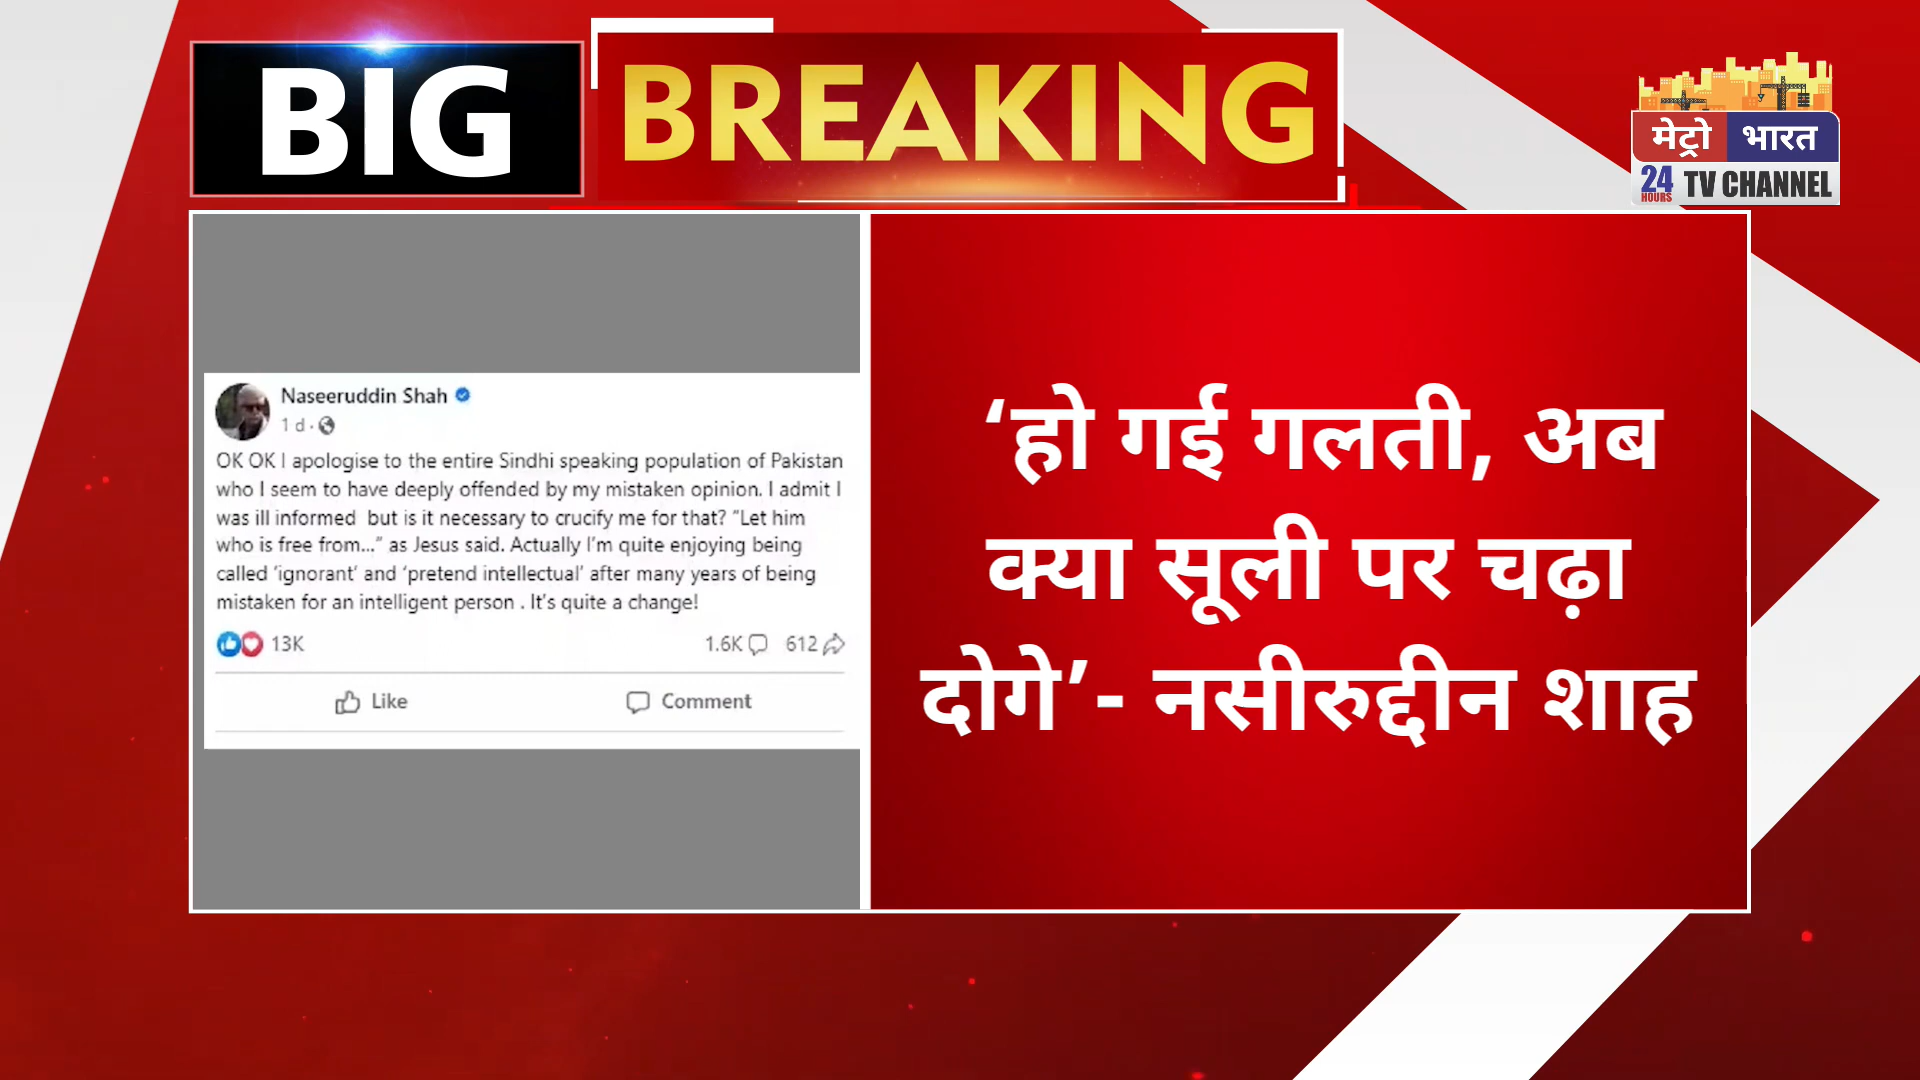 BIG BREAKING
मेट्रो भारत
24 HOURS TV CHANNEL
Naseeruddin Shah
1 d ·
OK OK I apologise to the entire Sindhi speaking population of Pakistan
who I seem to have deeply offended by my mistaken opinion. I admit I
was ill informed but is it necessary to crucify me for that? “Let him
who is free from...” as Jesus said. Actually I’m quite enjoying being
called ‘ignorant’ and ‘pretend intellectual’ after many years of being
mistaken for an intelligent person . It’s quite a change!
13K 1.6K 612
Like Comment
‘हो गई गलती, अब
क्या सूली पर चढ़ा
दोगे’- नसीरुद्दीन शाह